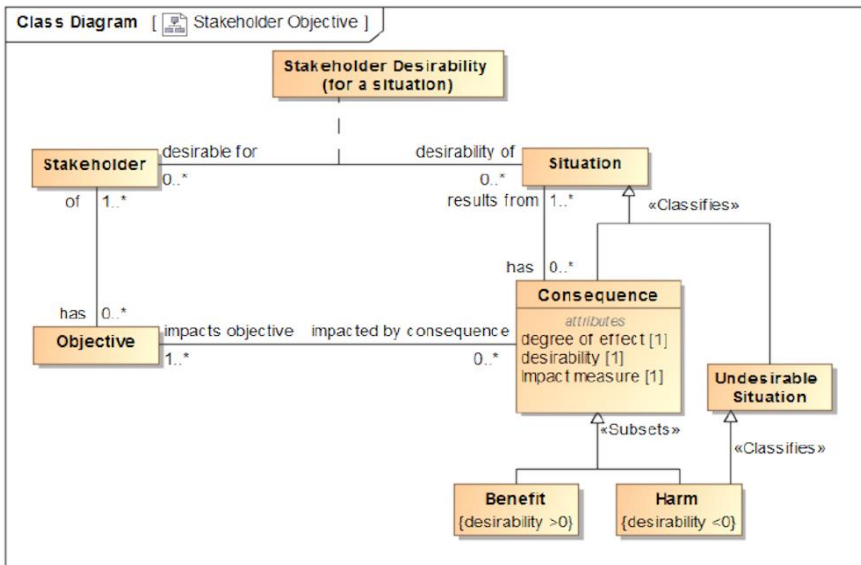 Class Diagram [ Stakeholder Objective ]
Stakeholder Desirability
(for a situation)
desirable for
desirability of
Stakeholder
Situation
0..*
0..*
of
1..*
results from
1..*
«Classifies»
has
0..*
Consequence
has
0..*
attributes
Objective
impacts objective
impacted by consequence
degree of effect [1]
1..*
0..*
desirability [1]
impact measure [1]
Undesirable
Situation
«Subsets»
«Classifies»
Benefit
{desirability >0}
Harm
{desirability <0}